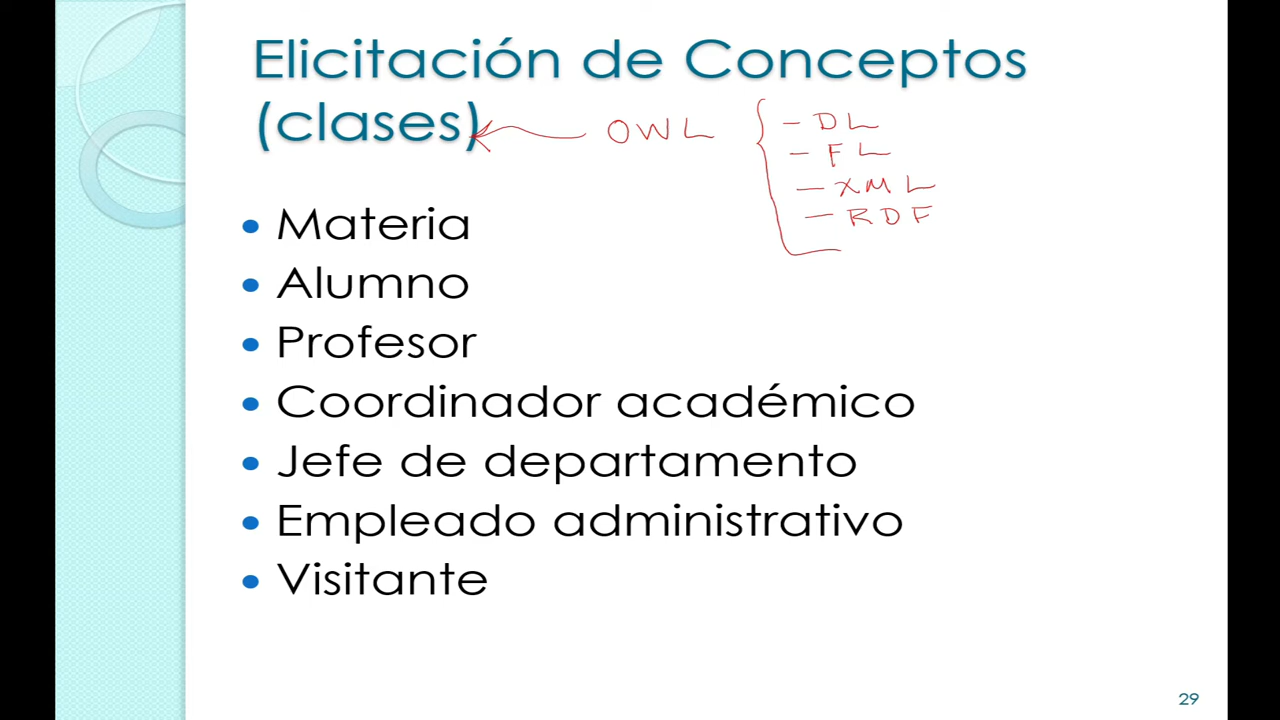 Elicitación de Conceptos
(clases)
OWL
- DL
- FL
- XML
- RDF
• Materia
• Alumno
• Profesor
• Coordinador académico
• Jefe de departamento
• Empleado administrativo
• Visitante
29